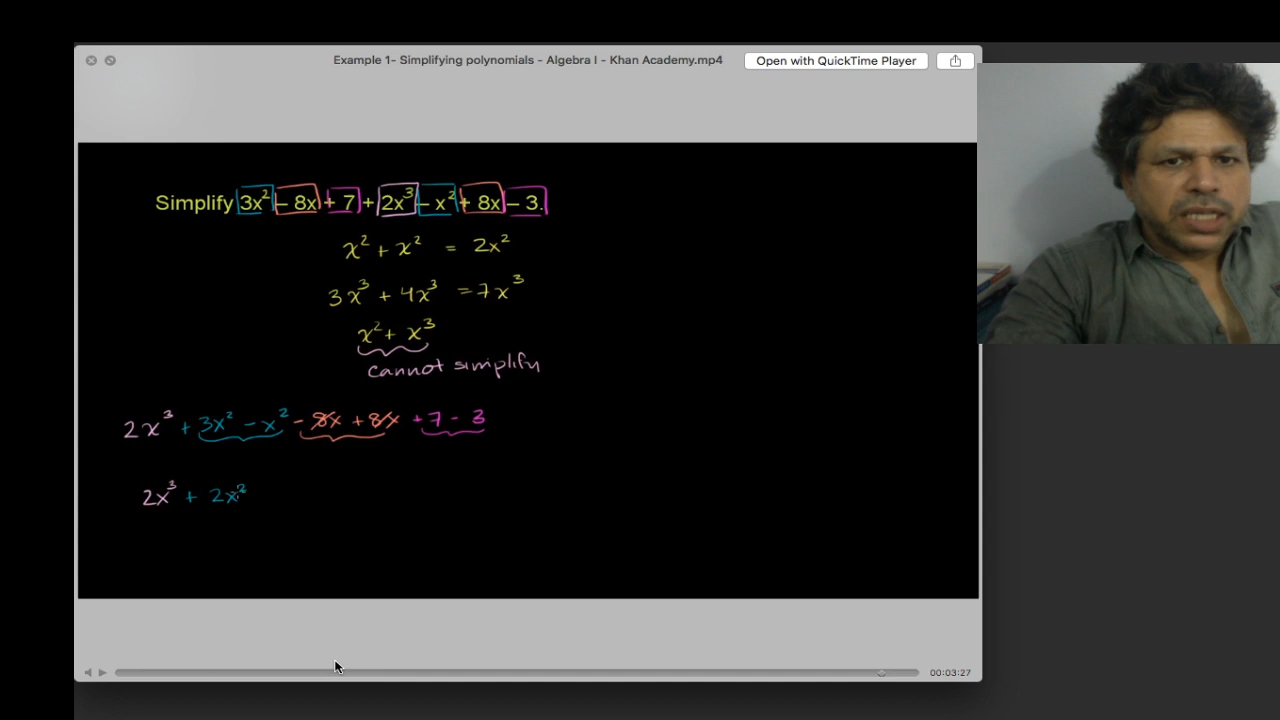 Example 1- Simplifying polynomials - Algebra I - Khan Academy.mp4
Open with QuickTime Player
Simplify 3x² − 8x + 7 + 2x³ − x² + 8x − 3.
x² + x² = 2x²
3x³ + 4x³ = 7x³
x² + x³
cannot simplify
2x³ + 3x² − x² − 8x + 8x + 7 − 3
2x³ + 2x²
00:03:27